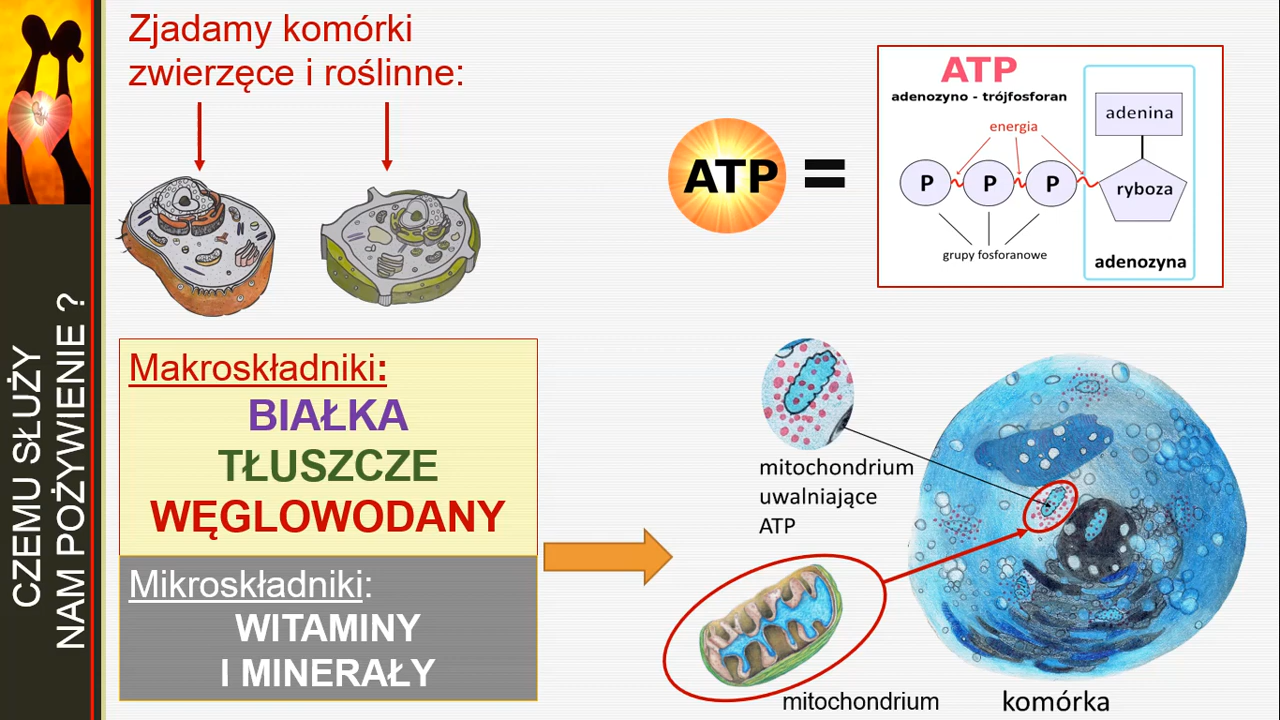 CZEMU SŁUŻY
NAM POŻYWIENIE ?
Zjadamy komórki
zwierzęce i roślinne:
Makroskładniki:
BIAŁKA
TŁUSZCZE
WĘGLOWODANY
Mikroskładniki:
WITAMINY
I MINERAŁY
ATP =
ATP
adenozyno - trójfosforan
energia
adenina
P P P
ryboza
grupy fosforanowe
adenozyna
mitochondrium
uwalniające
ATP
mitochondrium
komórka